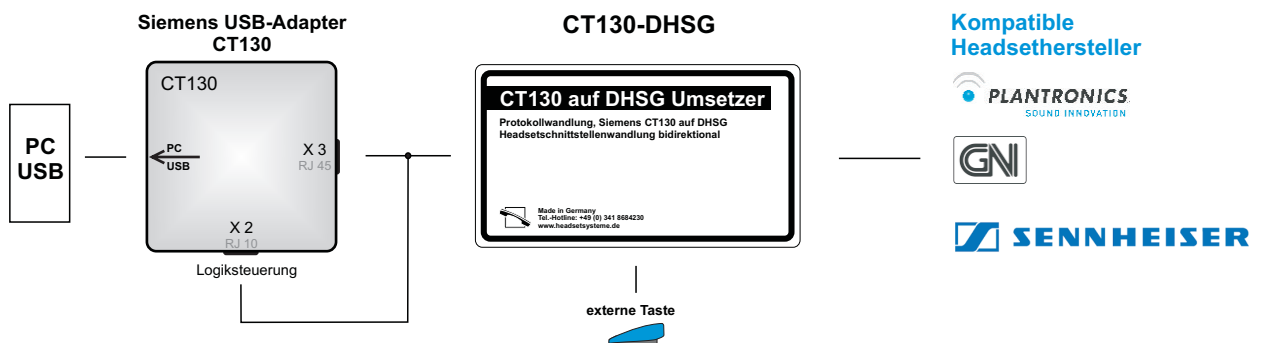 Siemens USB-Adapter
CT130
CT130-DHSG
Kompatible
Headsethersteller
CT130
PC
USB
PC
USB
X 3
RJ 45
X 2
RJ 10
Logiksteuerung
CT130 auf DHSG Umsetzer
Protokollwandlung, Siemens CT130 auf DHSG
Headsetschnittstellenwandlung bidirektional
Made in Germany
Tel.-Hotline: +49 (0) 341 8684230
www.headsetsysteme.de
externe Taste
PLANTRONICS
SOUND INNOVATION
GN
SENNHEISER